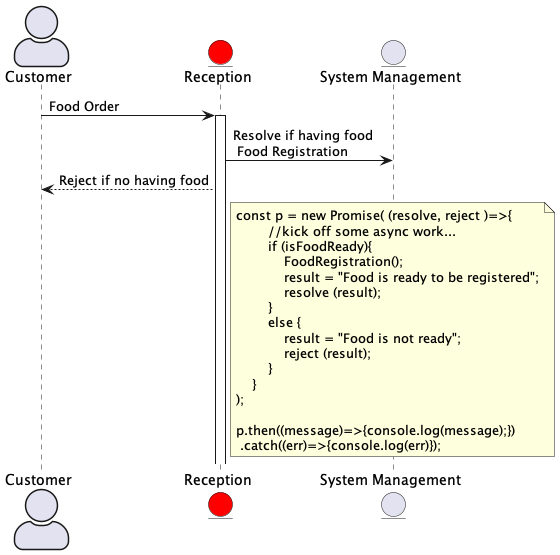 Customer
Reception
System Management
Food Order
Resolve if having food
Food Registration
Reject if no having food
const p = new Promise( (resolve, reject )=>{
//kick off some async work...
if (isFoodReady){
FoodRegistration();
result = "Food is ready to be registered";
resolve (result);
}
else {
result = "Food is not ready";
reject (result);
}
}
);
p.then((message)=>{console.log(message);})
.catch((err)=>{console.log(err)});
Customer
Reception
System Management